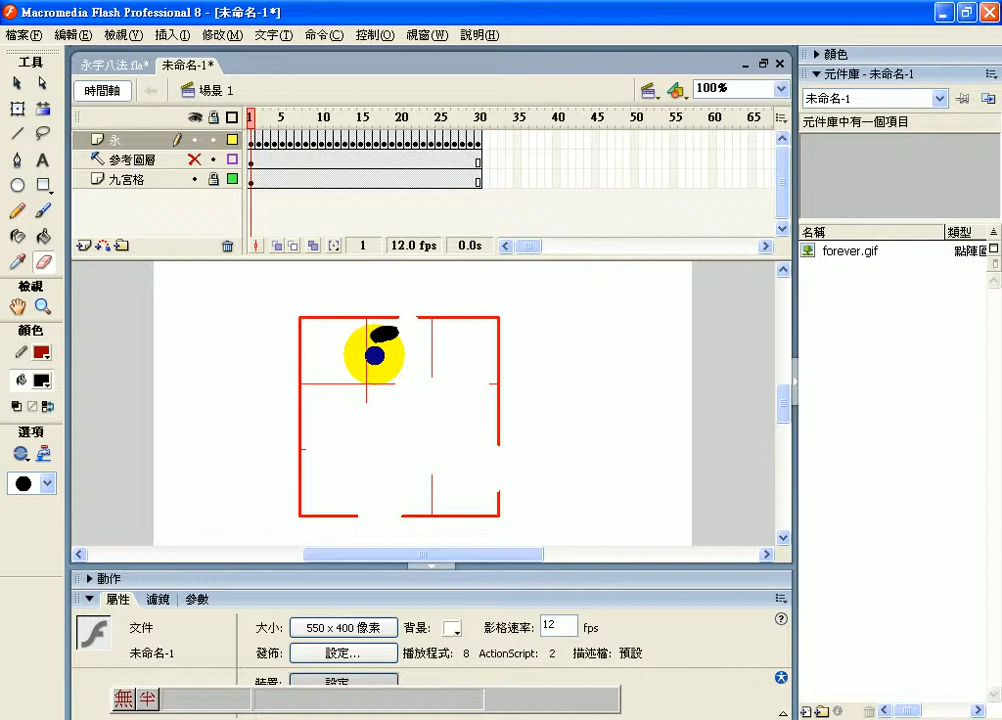 Macromedia Flash Professional 8 - [未命名-1*]
檔案(F) 編輯(E) 檢視(V) 插入(I) 修改(M) 文字(T) 命令(C) 控制(O) 視窗(W) 說明(H)
工具
永字八法.fla* 未命名-1*
時間軸 場景 1 100%
1 5 10 15 20 25 30 35 40 45 50 55 60 65
永
參考圖層
九宮格
1 12.0 fps 0.0s
檢視
顏色
選項
顏色
元件庫 - 未命名-1
未命名-1
元件庫中有一個項目
名稱 類型
forever.gif 點陣圖
動作
屬性 濾鏡 參數
文件 大小: 550 x 400 像素 背景: 影格速率: 12 fps
未命名-1 發佈: 設定... 播放程式: 8 ActionScript: 2 描述檔: 預設
裝置: 設定
無 半